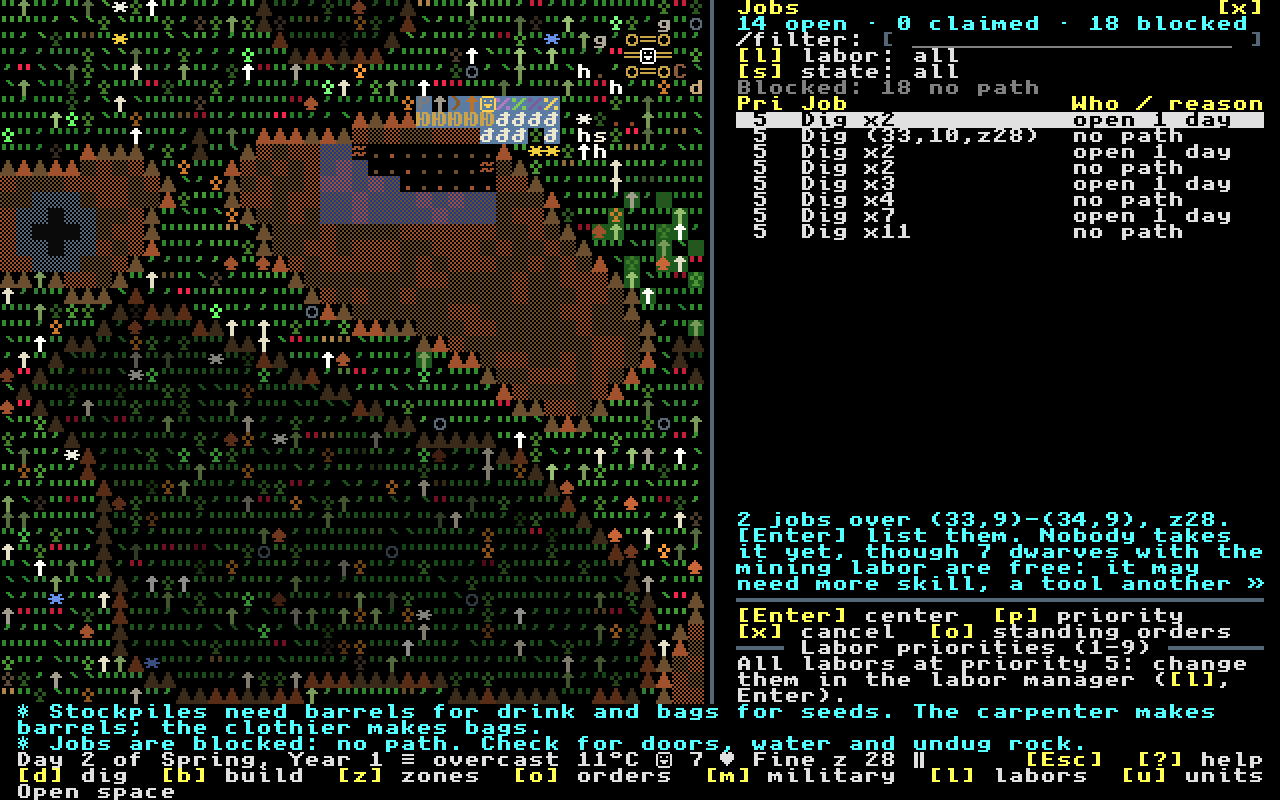 Jobs [x]
14 open · 0 claimed · 18 blocked
/filter: [ ]
[l] labor: all
[s] state: all
Blocked: 18 no path
Pri Job Who / reason
5 Dig x2 open 1 day
5 Dig (33,10,z28) no path
5 Dig x2 open 1 day
5 Dig x2 no path
5 Dig x3 open 1 day
5 Dig x4 no path
5 Dig x7 open 1 day
5 Dig x11 no path
2 jobs over (33,9)-(34,9), z28.
[Enter] list them. Nobody takes
it yet, though 7 dwarves with the
mining labor are free: it may
need more skill, a tool another »
[Enter] center [p] priority
[x] cancel [o] standing orders
Labor priorities (1-9)
All labors at priority 5: change
them in the labor manager ([l],
Enter).
* Stockpiles need barrels for drink and bags for seeds. The carpenter makes
barrels; the clothier makes bags.
* Jobs are blocked: no path. Check for doors, water and undug rock.
Day 2 of Spring, Year 1 ≡ overcast 11°C ☺ 7 ♥ Fine z 28 ‖ [Esc] [?] help
[d] dig [b] build [z] zones [o] orders [m] military [l] labors [u] units
Open space